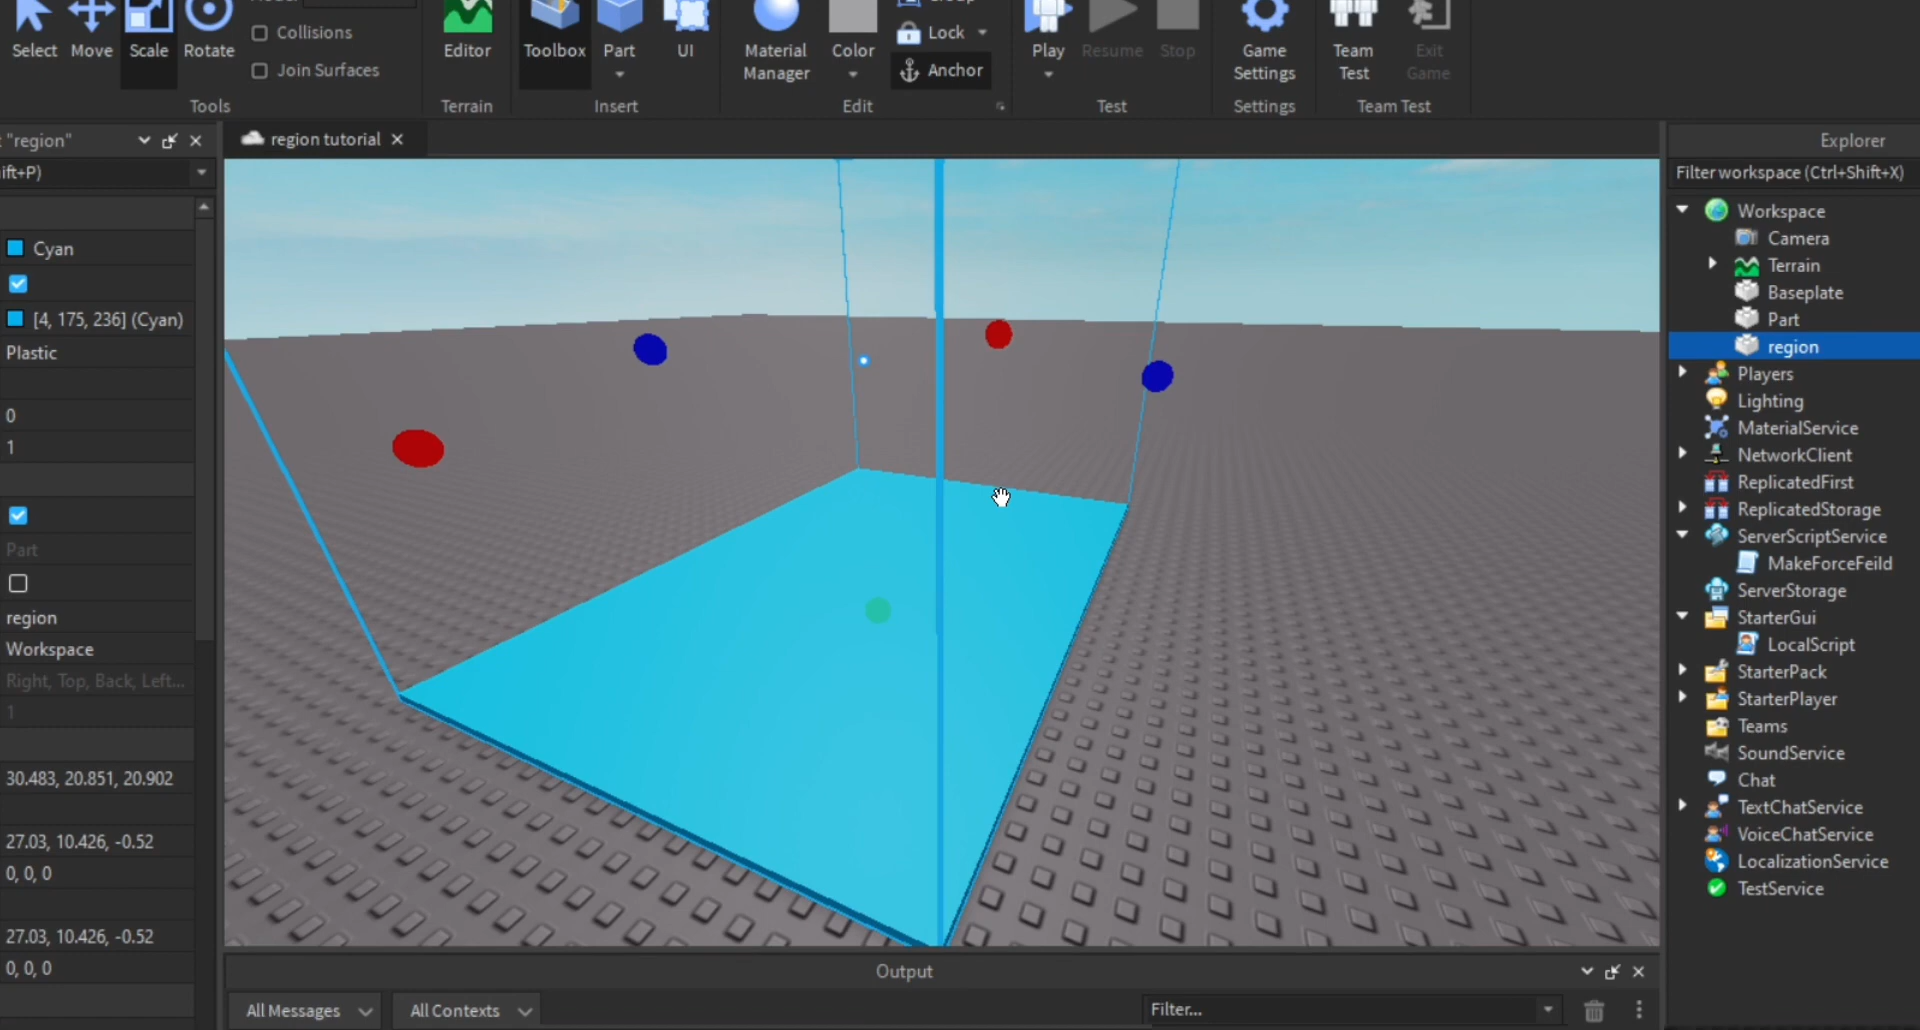 Select Move Scale Rotate
Collisions
Join Surfaces
Tools
Editor
Terrain
Toolbox Part UI
Insert
Material
Manager
Color
Lock
Anchor
Edit
Play Resume Stop
Test
Game
Settings
Settings
Team
Test
Exit
Game
Team Test
"region"
ift+P)
Cyan
[4, 175, 236] (Cyan)
Plastic
0
1
Part
region
Workspace
Right, Top, Back, Left...
1
30.483, 20.851, 20.902
27.03, 10.426, -0.52
0, 0, 0
27.03, 10.426, -0.52
0, 0, 0
region tutorial
Output
All Messages All Contexts Filter...
Explorer
Filter workspace (Ctrl+Shift+X)
Workspace
Camera
Terrain
Baseplate
Part
region
Players
Lighting
MaterialService
NetworkClient
ReplicatedFirst
ReplicatedStorage
ServerScriptService
MakeForceFeild
ServerStorage
StarterGui
LocalScript
StarterPack
StarterPlayer
Teams
SoundService
Chat
TextChatService
VoiceChatService
LocalizationService
TestService